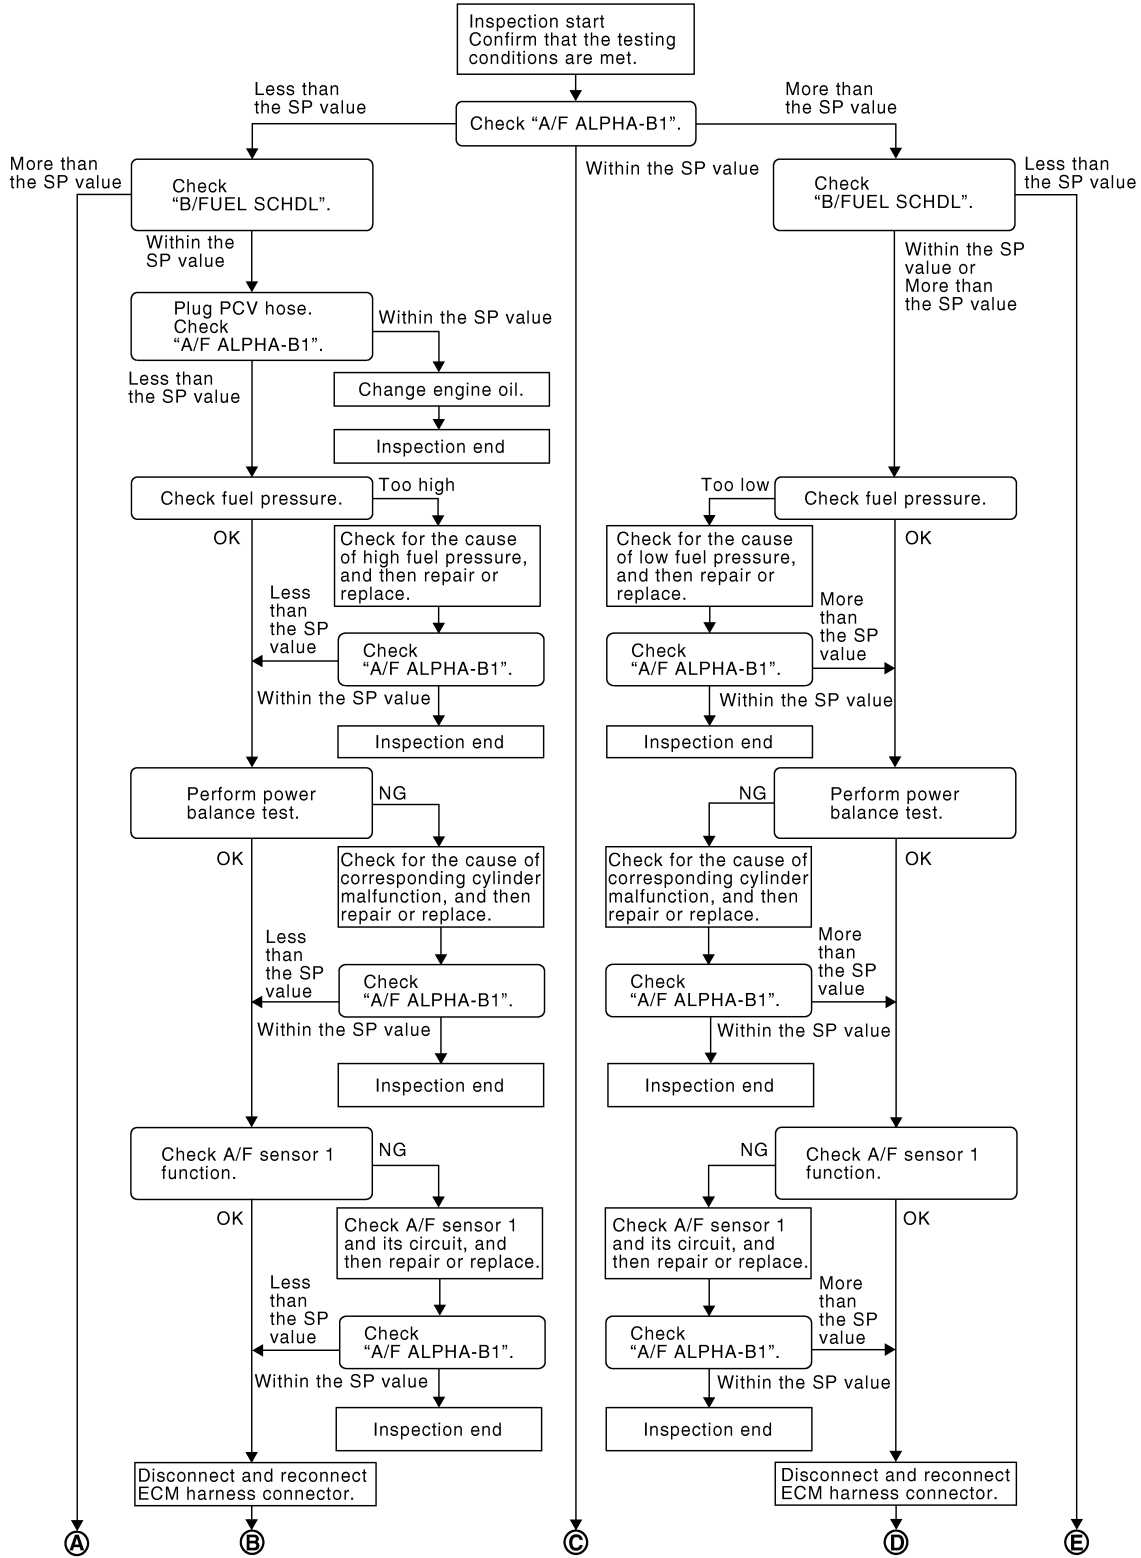 Inspection start
Confirm that the testing
conditions are met.
Less than
the SP value
More than
the SP value
Check “A/F ALPHA-B1”.
More than
the SP value
Within the SP value
Less than
the SP value
Check
“B/FUEL SCHDL”.
Check
“B/FUEL SCHDL”.
Within the
SP value
Within the SP
value or
More than
the SP value
Plug PCV hose.
Check
“A/F ALPHA-B1”.
Within the SP value
Less than
the SP value
Change engine oil.
Inspection end
Check fuel pressure.
Too high
Too low
Check fuel pressure.
OK
Check for the cause
of high fuel pressure,
and then repair or
replace.
Check for the cause
of low fuel pressure,
and then repair or
replace.
OK
Less
than
the SP
value
Check
“A/F ALPHA-B1”.
Check
“A/F ALPHA-B1”.
More
than
the SP
value
Within the SP value
Within the SP value
Inspection end
Inspection end
Perform power
balance test.
NG
NG
Perform power
balance test.
OK
Check for the cause of
corresponding cylinder
malfunction, and then
repair or replace.
Check for the cause of
corresponding cylinder
malfunction, and then
repair or replace.
OK
Less
than
the SP
value
Check
“A/F ALPHA-B1”.
Check
“A/F ALPHA-B1”.
More
than
the SP
value
Within the SP value
Within the SP value
Inspection end
Inspection end
Check A/F sensor 1
function.
NG
NG
Check A/F sensor 1
function.
OK
Check A/F sensor 1
and its circuit, and
then repair or replace.
Check A/F sensor 1
and its circuit, and
then repair or replace.
OK
Less
than
the SP
value
Check
“A/F ALPHA-B1”.
Check
“A/F ALPHA-B1”.
More
than
the SP
value
Within the SP value
Within the SP value
Inspection end
Inspection end
Disconnect and reconnect
ECM harness connector.
Disconnect and reconnect
ECM harness connector.
A
B
C
D
E